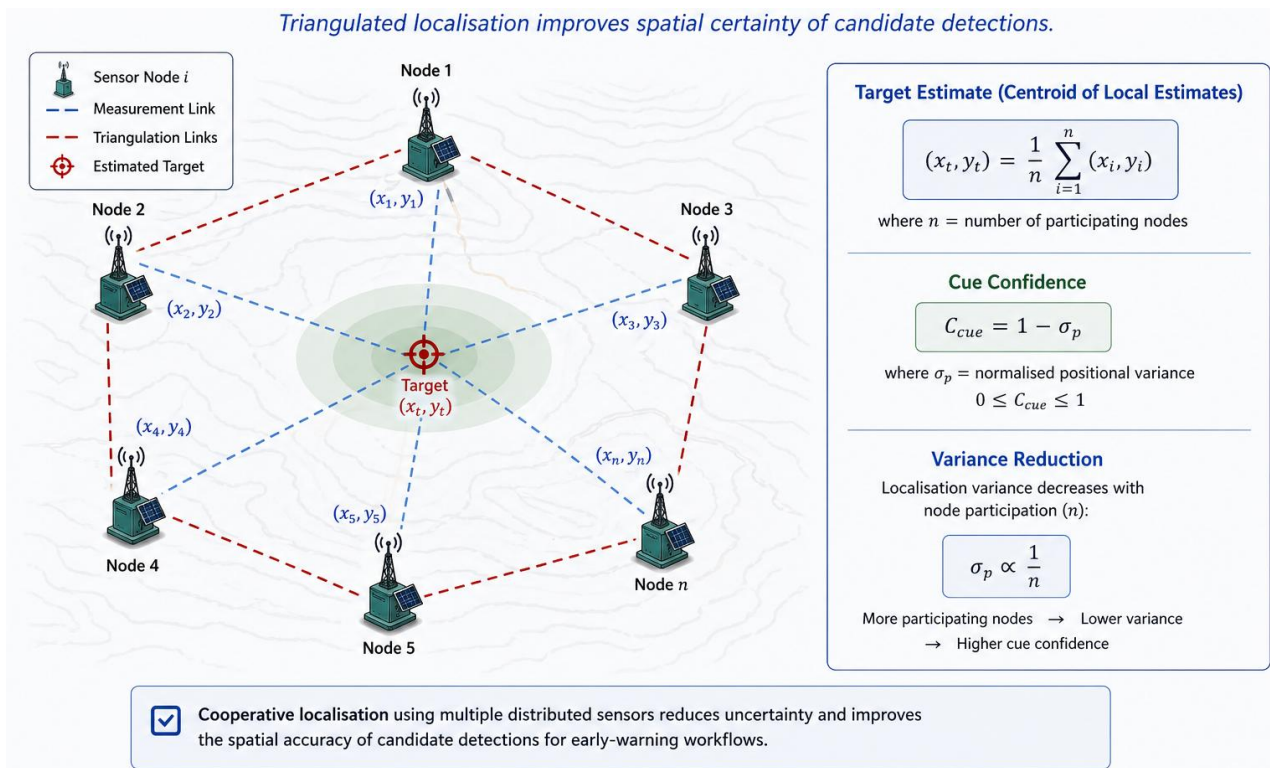 Triangulated localisation improves spatial certainty of candidate detections.
Sensor Node i
Measurement Link
Triangulation Links
Estimated Target
Node 1
(x₁, y₁)
Node 2
(x₂, y₂)
Node 3
(x₃, y₃)
Target
(xₜ, yₜ)
(x₄, y₄)
Node 4
(x₅, y₅)
Node 5
(xₙ, yₙ)
Node n
Target Estimate (Centroid of Local Estimates)
(xₜ, yₜ) = 1/n ∑ᵢ₌₁ⁿ (xᵢ, yᵢ)
where n = number of participating nodes
Cue Confidence
C_cue = 1 − σₚ
where σₚ = normalised positional variance
0 ≤ C_cue ≤ 1
Variance Reduction
Localisation variance decreases with
node participation (n):
σₚ ∝ 1/n
More participating nodes → Lower variance
→ Higher cue confidence
Cooperative localisation using multiple distributed sensors reduces uncertainty and improves
the spatial accuracy of candidate detections for early-warning workflows.